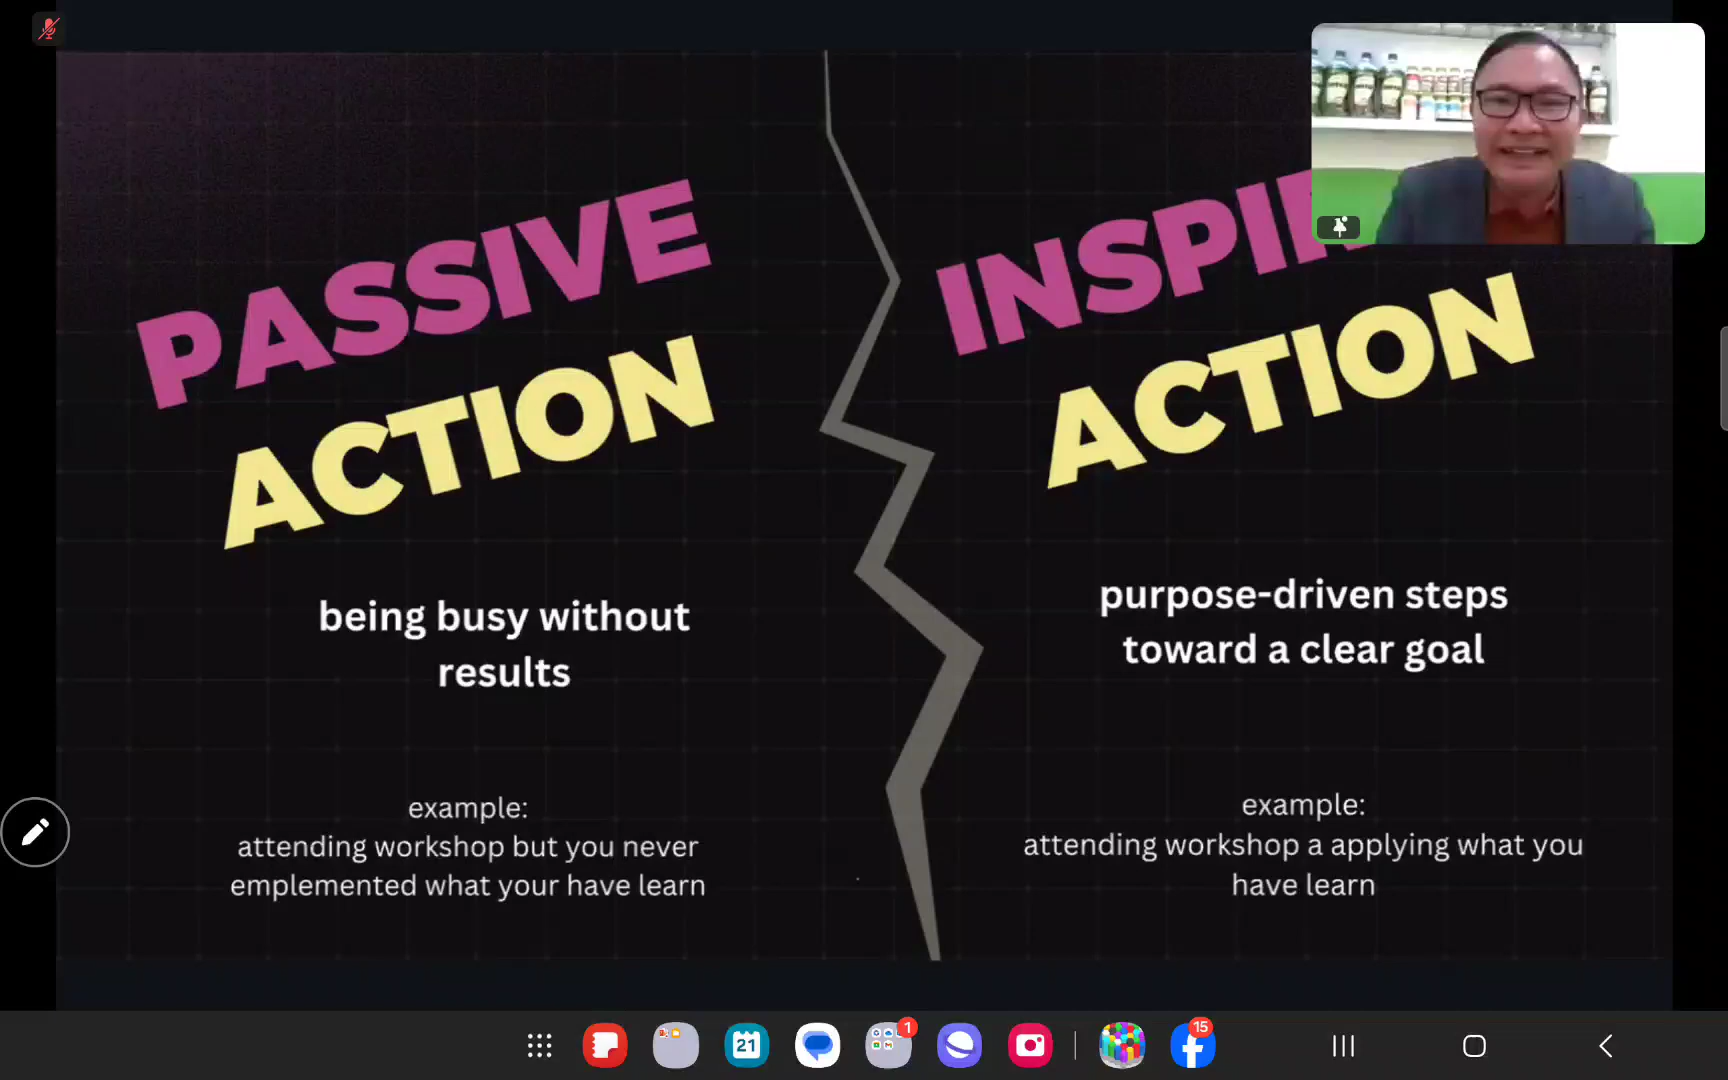 PASSIVE
ACTION
being busy without
results
example:
attending workshop but you never
emplemented what your have learn
ACTION
purpose-driven steps
toward a clear goal
example:
attending workshop a applying what you
have learn
21
1
15